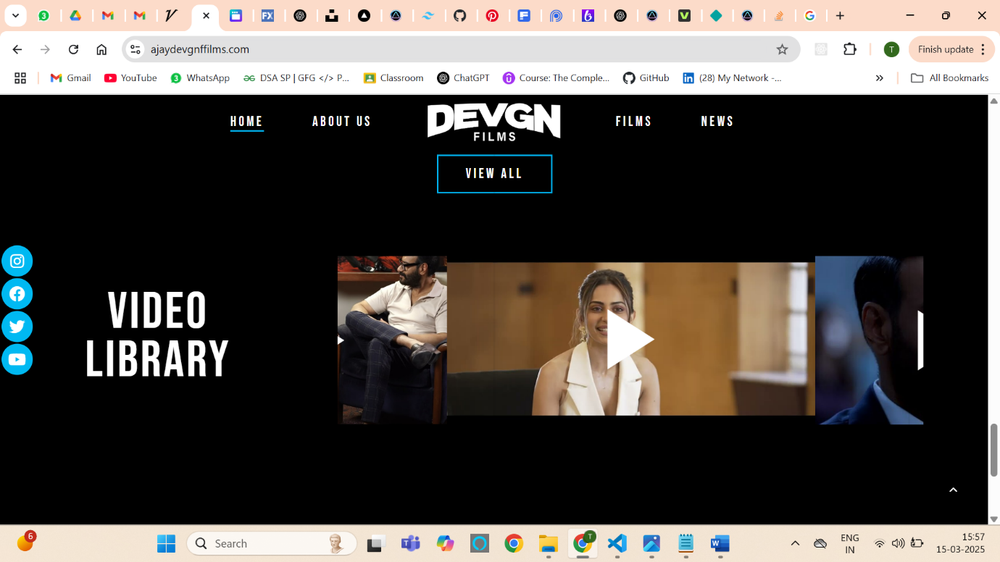 ajaydevgnffilms.com
Finish update
T
Gmail
YouTube
WhatsApp
DSA SP | GFG </> P...
Classroom
ChatGPT
Course: The Comple...
GitHub
(28) My Network -...
All Bookmarks
HOME
ABOUT US
DEVGN
FILMS
FILMS
NEWS
VIEW ALL
VIDEO
LIBRARY
6
Search
T
ENG
IN
15:57
15-03-2025